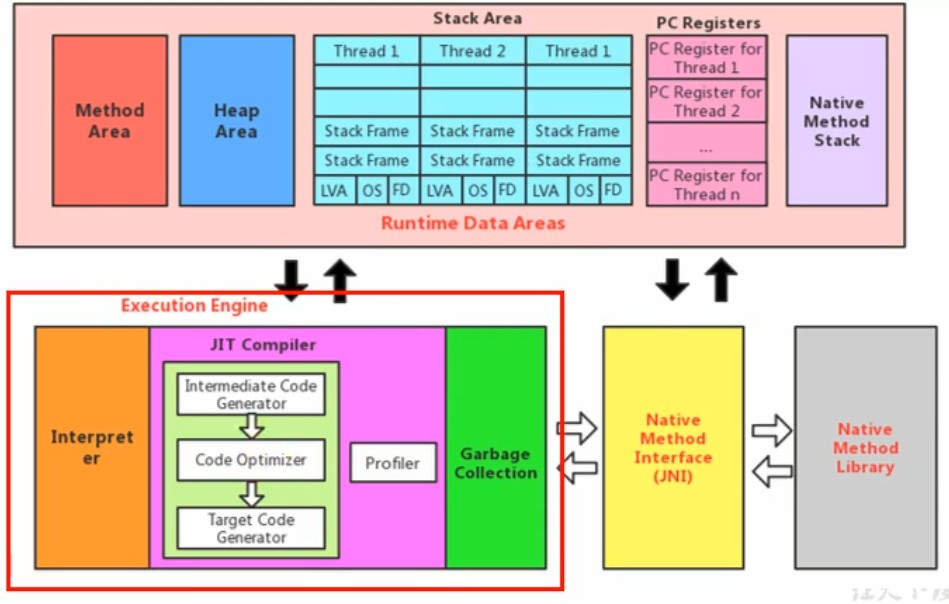 Stack Area
PC Registers
Method
Area
Heap
Area
Thread 1
Thread 2
Thread 1
Stack Frame
Stack Frame
Stack Frame
Stack Frame
Stack Frame
Stack Frame
LVA
OS
FD
LVA
OS
FD
LVA
OS
FD
PC Register for
Thread 1
PC Register for
Thread 2
...
PC Register for
Thread n
Native
Method
Stack
Runtime Data Areas
Execution Engine
Interpret
er
JIT Compiler
Intermediate Code
Generator
Code Optimizer
Target Code
Generator
Profiler
Garbage
Collection
Native
Method
Interface
(JNI)
Native
Method
Library